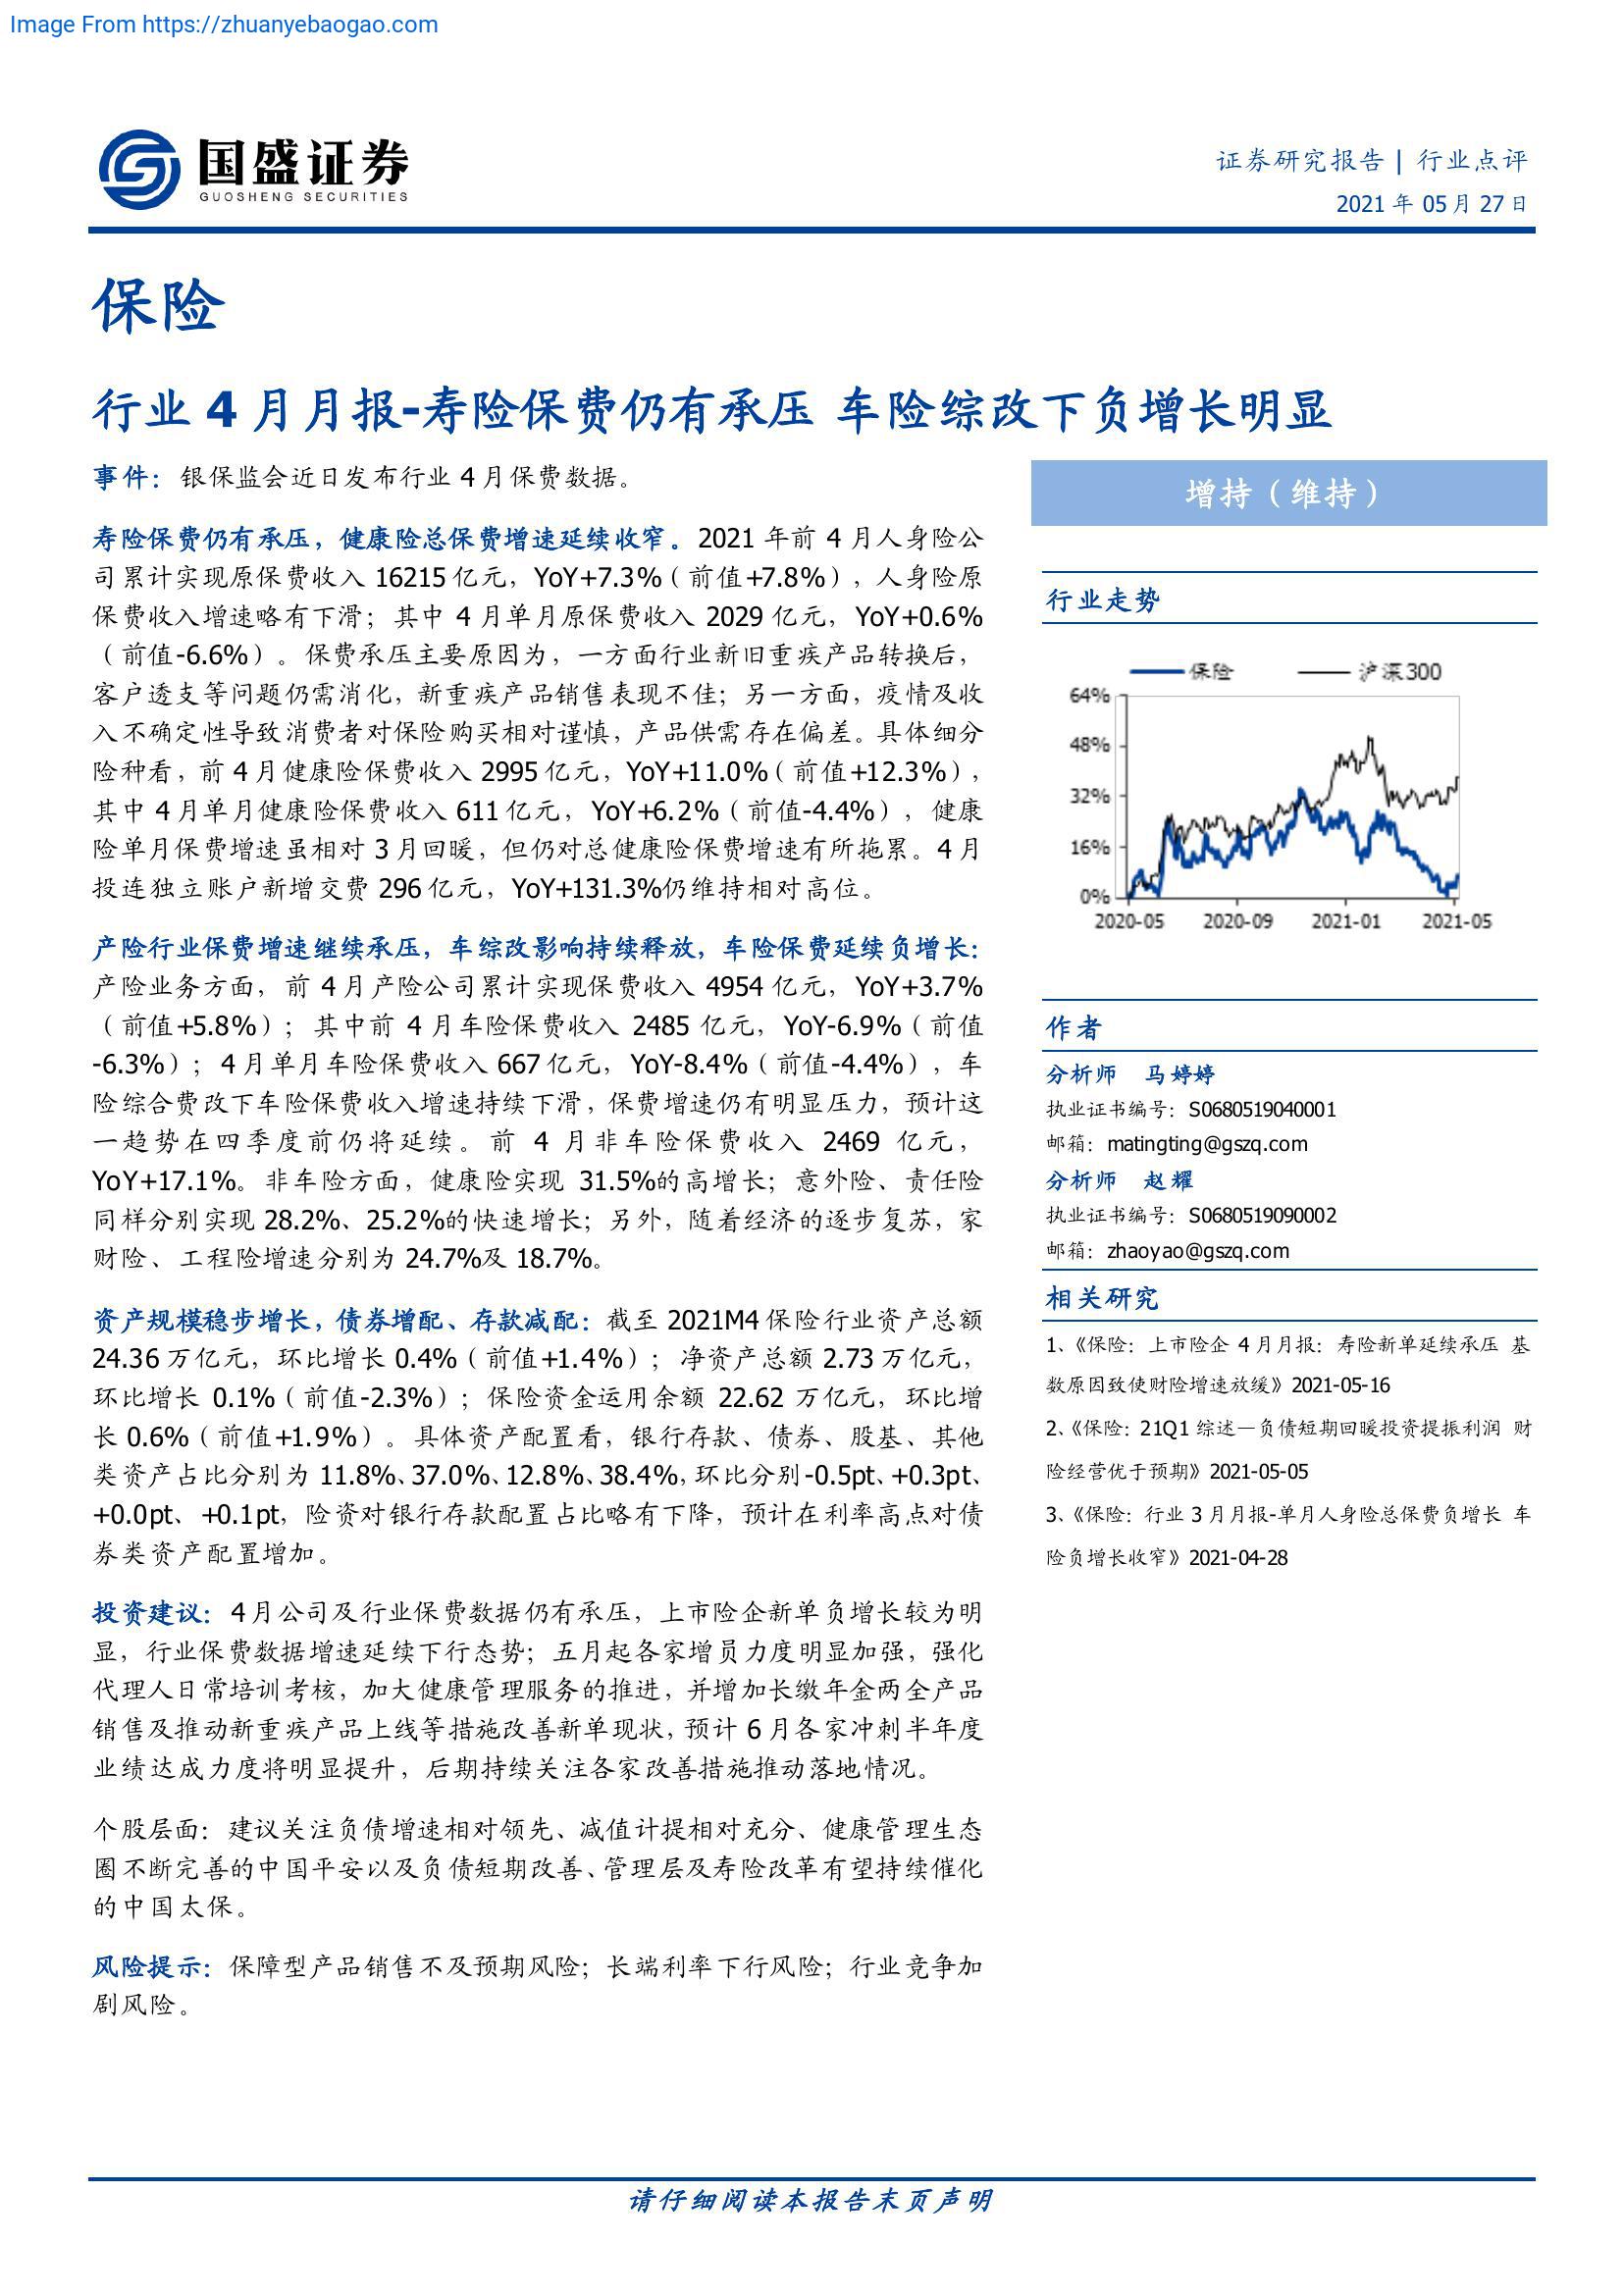 Image From https://zhuanyebaogao.com
国盛证券
GUOSHENG SECURITIES
证券研究报告 | 行业点评
2021 年 05 月 27 日
保险
行业 4 月月报-寿险保费仍有承压 车险综改下负增长明显
事件：银保监会近日发布行业 4 月保费数据。
寿险保费仍有承压，健康险总保费增速延续收窄。2021 年前 4 月人身险公
司累计实现原保费收入 16215 亿元，YoY+7.3%（前值+7.8%），人身险原
保费收入增速略有下滑；其中 4 月单月原保费收入 2029 亿元，YoY+0.6%
（前值-6.6%）。保费承压主要原因为，一方面行业新旧重疾产品转换后，
客户透支等问题仍需消化，新重疾产品销售表现不佳；另一方面，疫情及收
入不确定性导致消费者对保险购买相对谨慎，产品供需存在偏差。具体细分
险种看，前 4 月健康险保费收入 2995 亿元，YoY+11.0%（前值+12.3%），
其中 4 月单月健康险保费收入 611 亿元，YoY+6.2%（前值-4.4%），健康
险单月保费增速虽相对 3 月回暖，但仍对总健康险保费增速有所拖累。4 月
投连独立账户新增交费 296 亿元，YoY+131.3%仍维持相对高位。
产险行业保费增速继续承压，车综改影响持续释放，车险保费延续负增长：
产险业务方面，前 4 月产险公司累计实现保费收入 4954 亿元，YoY+3.7%
（前值+5.8%）；其中前 4 月车险保费收入 2485 亿元，YoY-6.9%（前值
-6.3%）；4 月单月车险保费收入 667 亿元，YoY-8.4%（前值-4.4%），车
险综合费改下车险保费收入增速持续下滑，保费增速仍有明显压力，预计这
一趋势在四季度前仍将延续。前 4 月非车险保费收入 2469 亿元，
YoY+17.1%。非车险方面，健康险实现 31.5%的高增长；意外险、责任险
同样分别实现 28.2%、25.2%的快速增长；另外，随着经济的逐步复苏，家
财险、工程险增速分别为 24.7%及 18.7%。
资产规模稳步增长，债券增配、存款减配：截至 2021M4 保险行业资产总额
24.36 万亿元，环比增长 0.4%（前值+1.4%）；净资产总额 2.73 万亿元，
环比增长 0.1%（前值-2.3%）；保险资金运用余额 22.62 万亿元，环比增
长 0.6%（前值+1.9%）。具体资产配置看，银行存款、债券、股基、其他
类资产占比分别为 11.8%、37.0%、12.8%、38.4%，环比分别-0.5pt、+0.3pt、
+0.0pt、+0.1pt，险资对银行存款配置占比略有下降，预计在利率高点对债
券类资产配置增加。
投资建议：4 月公司及行业保费数据仍有承压，上市险企新单负增长较为明
显，行业保费数据增速延续下行态势；五月起各家增员力度明显加强，强化
代理人日常培训考核，加大健康管理服务的推进，并增加长缴年金两全产品
销售及推动新重疾产品上线等措施改善新单现状，预计 6 月各家冲刺半年度
业绩达成力度将明显提升，后期持续关注各家改善措施推动落地情况。
个股层面：建议关注负债增速相对领先、减值计提相对充分、健康管理生态
圈不断完善的中国平安以及负债短期改善、管理层及寿险改革有望持续催化
的中国太保。
风险提示：保障型产品销售不及预期风险；长端利率下行风险；行业竞争加
剧风险。
增持（维持）
行业走势
保险 沪深300
64%
48%
32%
16%
0%
2020-05 2020-09 2021-01 2021-05
作者
分析师 马婷婷
执业证书编号：S0680519040001
邮箱：matingting@gszq.com
分析师 赵耀
执业证书编号：S0680519090002
邮箱：zhaoyao@gszq.com
相关研究
1、《保险：上市险企 4 月月报：寿险新单延续承压 基
数原因致使财险增速放缓》2021-05-16
2、《保险：21Q1 综述—负债短期回暖投资提振利润 财
险经营优于预期》2021-05-05
3、《保险：行业 3 月月报-单月人身险总保费负增长 车
险负增长收窄》2021-04-28
请仔细阅读本报告末页声明